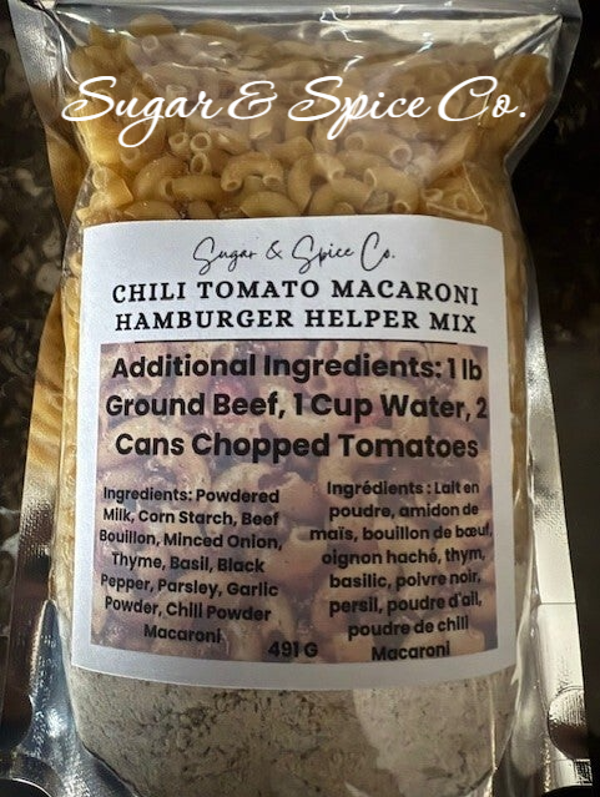 Sugar & Spice Co.
Sugar & Spice Co.
CHILI TOMATO MACARONI
HAMBURGER HELPER MIX
Additional Ingredients: 1 lb
Ground Beef, 1 Cup Water, 2
Cans Chopped Tomatoes
Ingredients: Powdered
Milk, Corn Starch, Beef
Bouillon, Minced Onion,
Thyme, Basil, Black
Pepper, Parsley, Garlic
Powder, Chili Powder
Macaroni
Ingrédients : Lait en
poudre, amidon de
maïs, bouillon de bœuf,
oignon haché, thym,
basilic, poivre noir,
persil, poudre d'ail,
poudre de chili
Macaroni
491 G